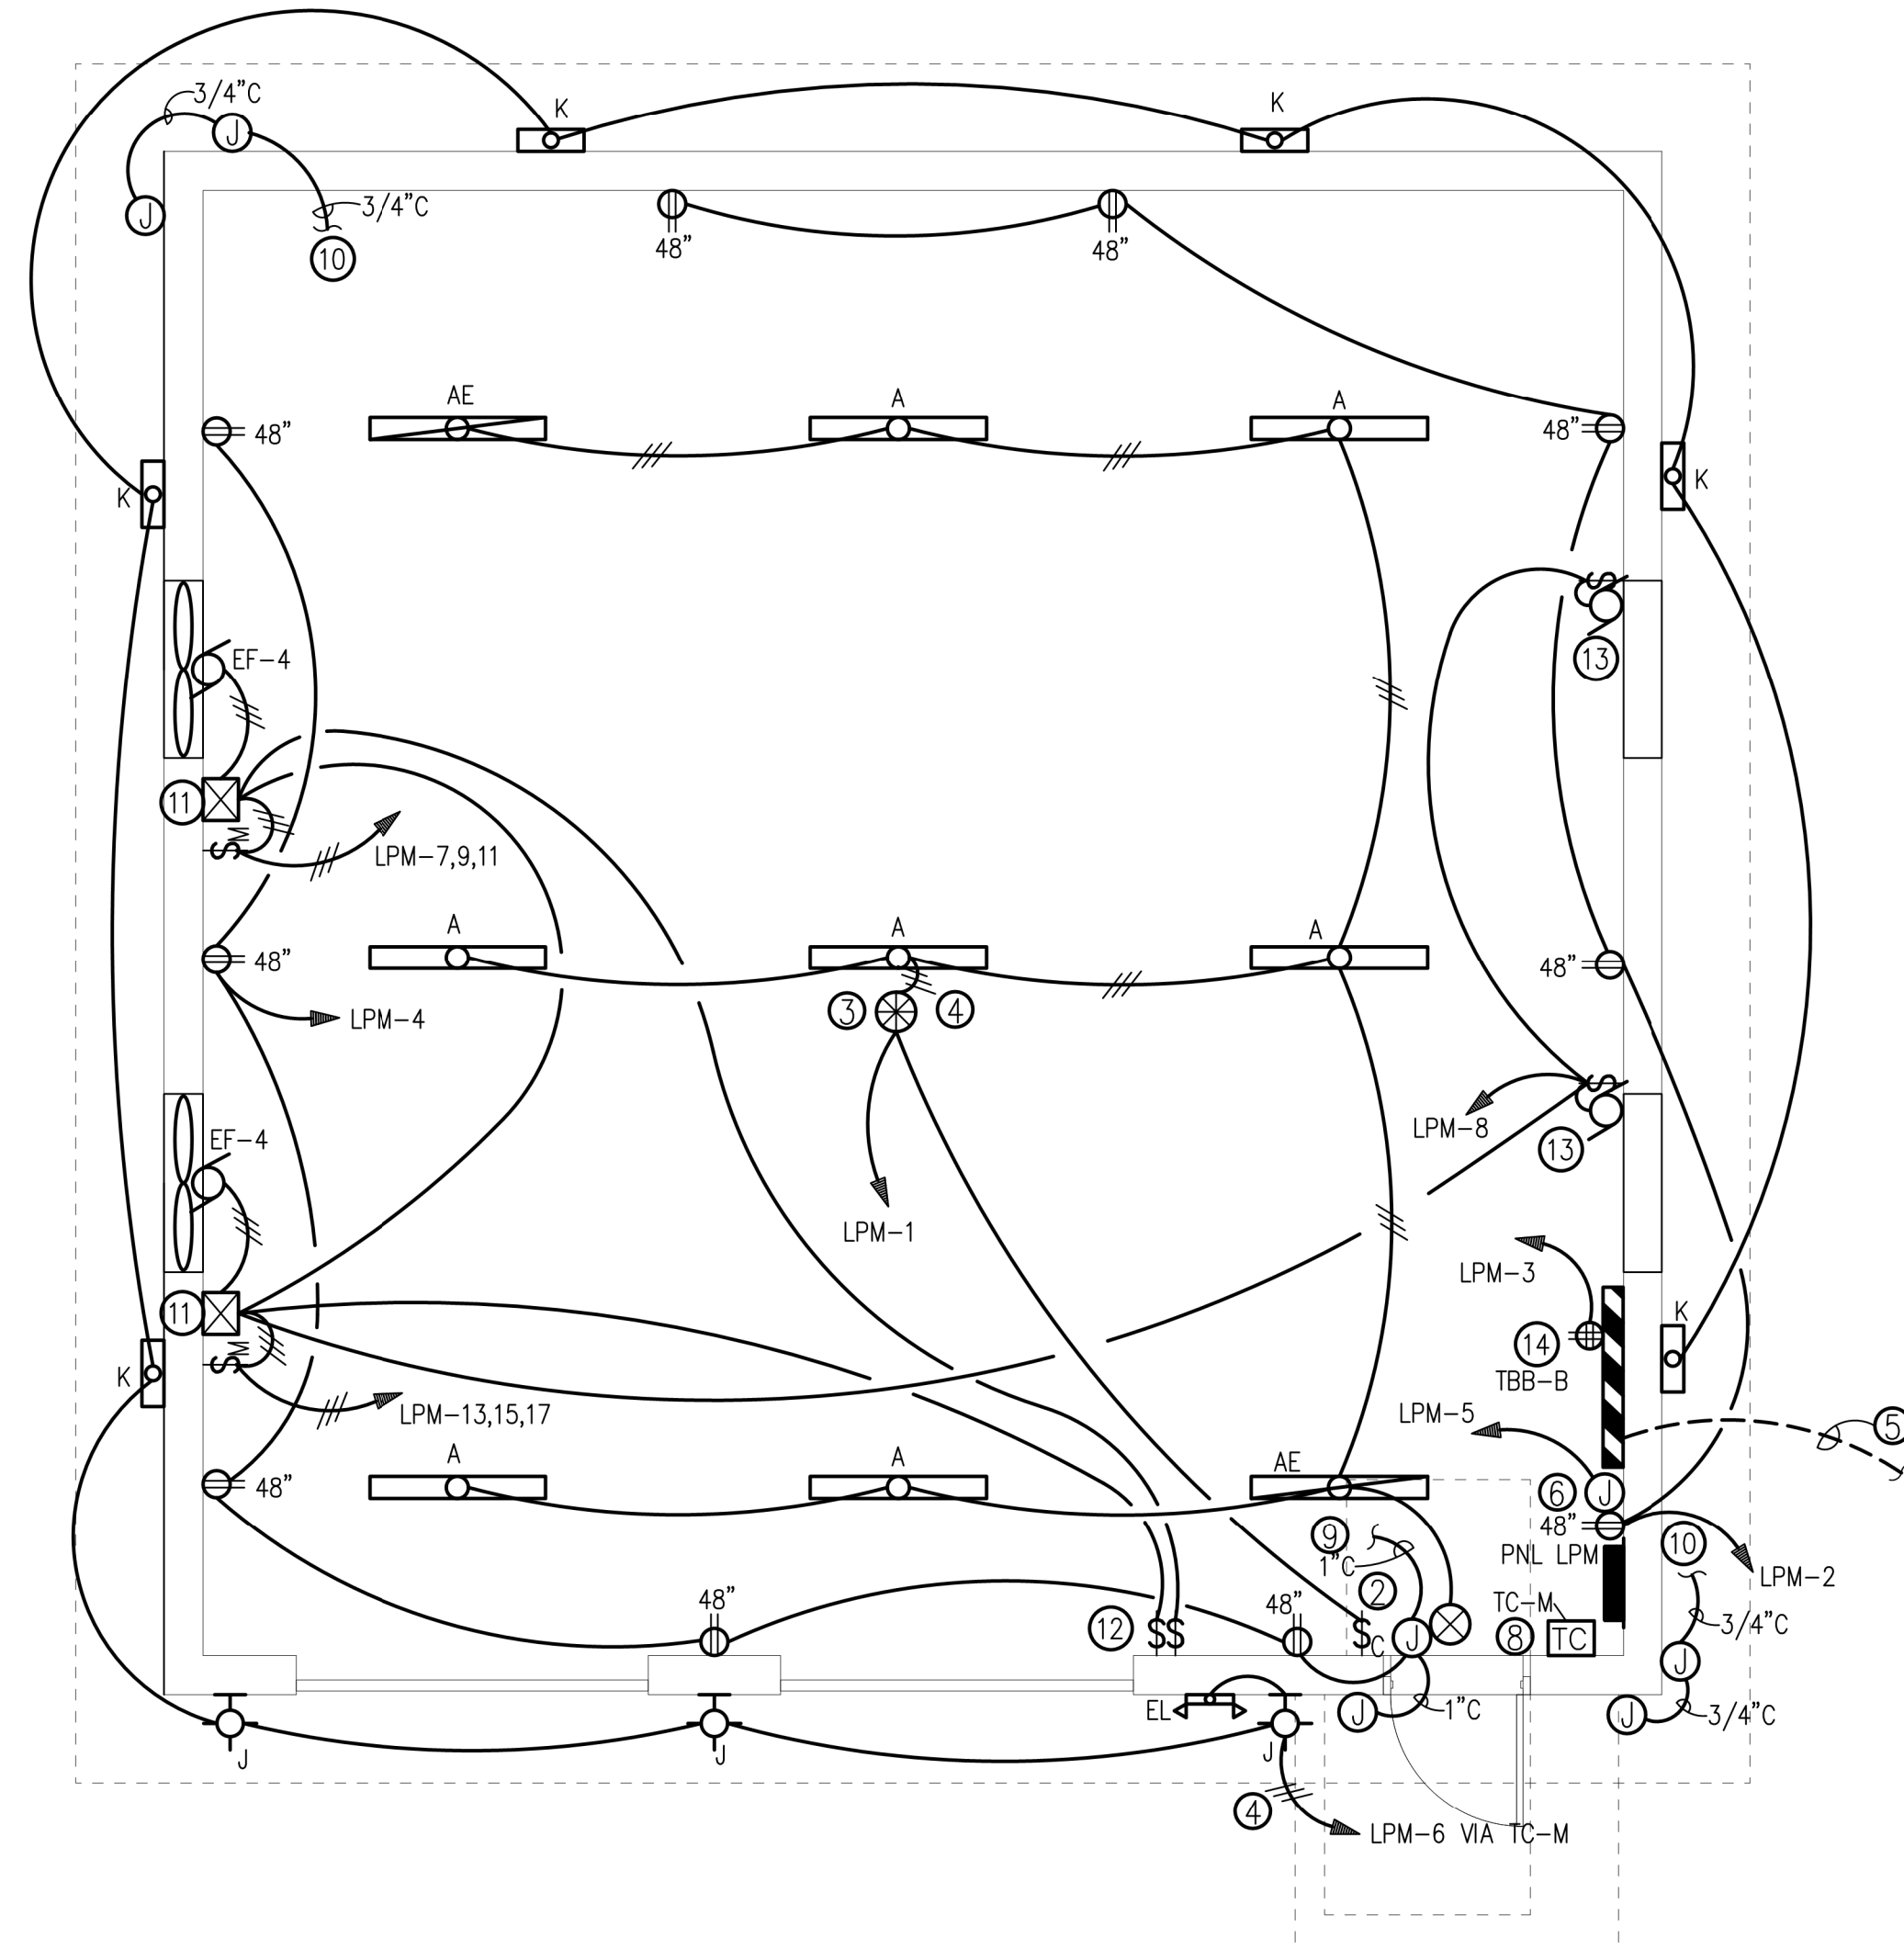 3/4"C
K
K
J
J
3/4"C
10
48"
48"
AE
A
A
48"
48"
K
K
$
13
EF-4
11
$M
LPM-7,9,11
A
A
A
48"
48"
3
4
LPM-4
$
LPM-8
13
EF-4
LPM-1
LPM-3
11
K
14
$M
TBB-B
K
LPM-13,15,17
LPM-5
5
A
A
AE
48"
6
J
48"
9
10
1"C
PNL LPM
LPM-2
2
48"
48"
TC-M
12
$$
$C
J
8
TC
3/4"C
J
EL
J
1"C
J
3/4"C
J
J
J
4
LPM-6 VIA TC-M